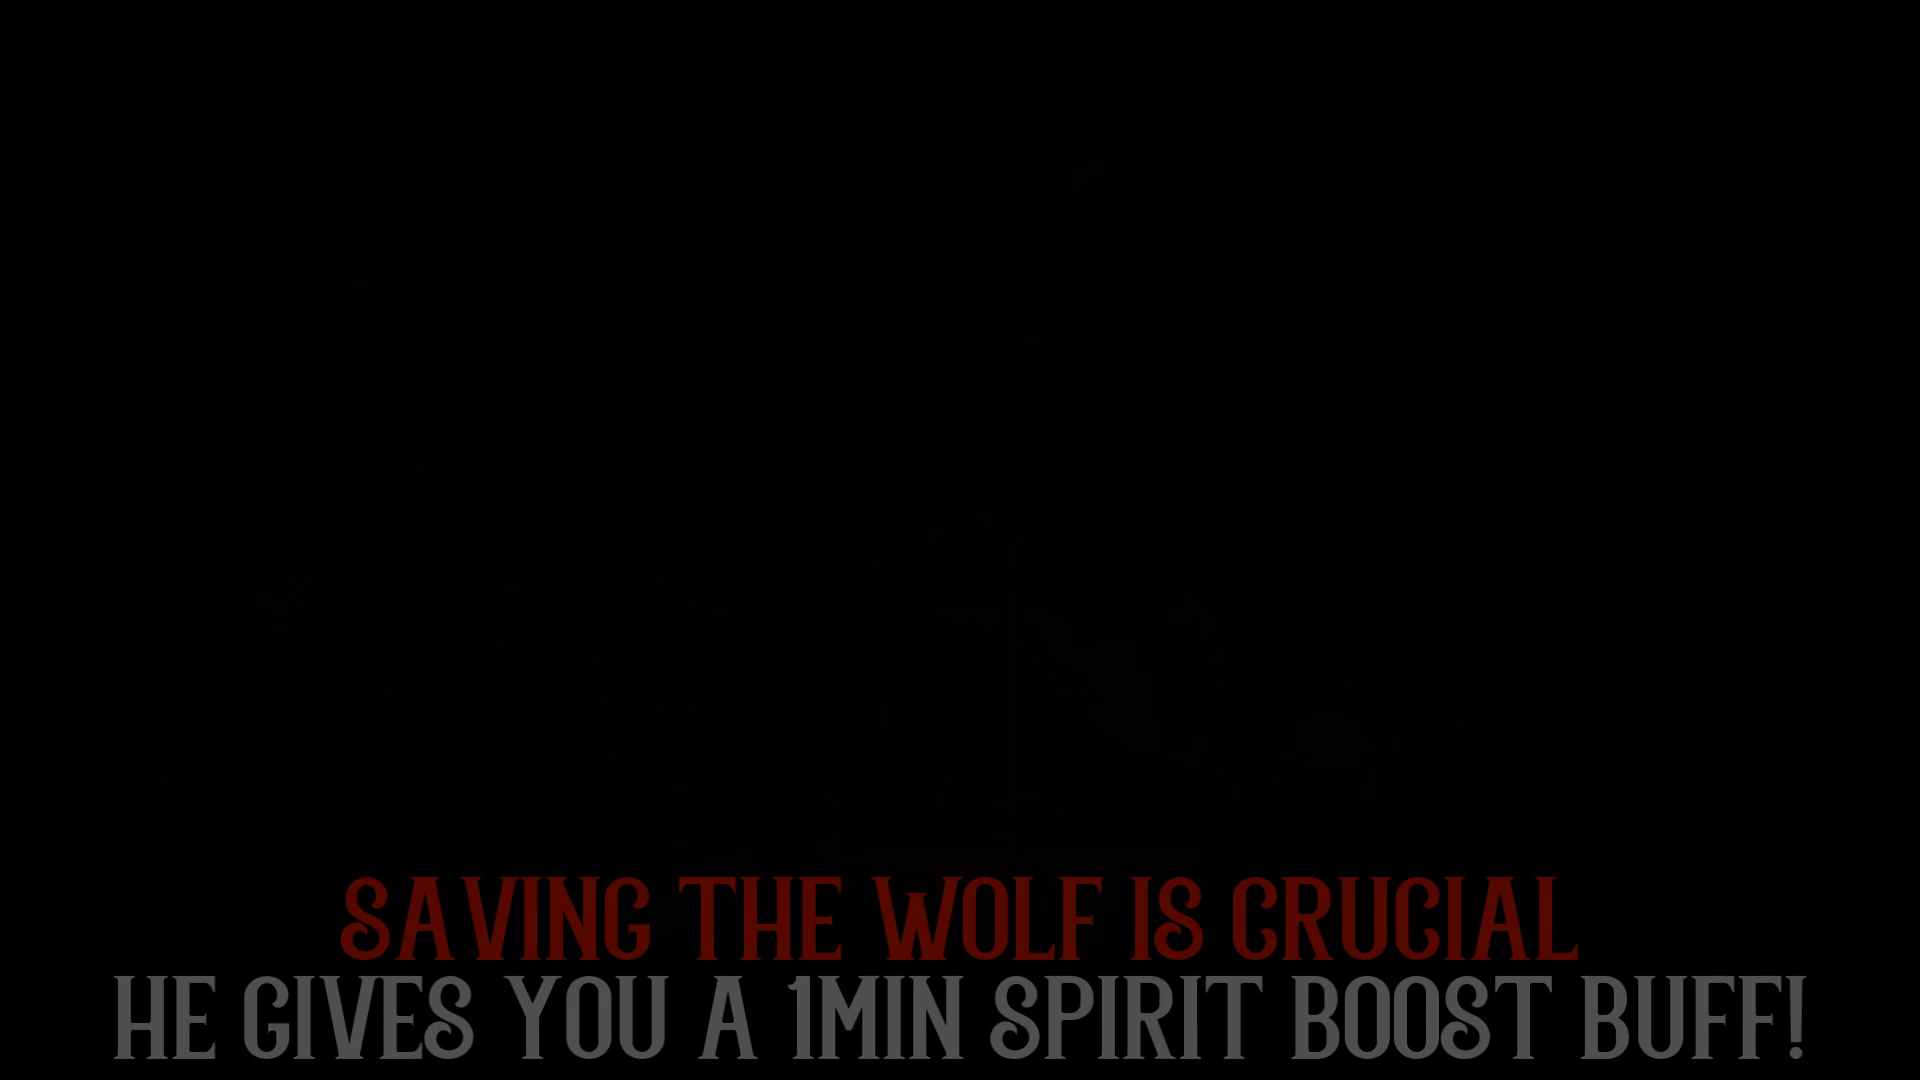 SAVING THE WOLF IS CRUCIAL
HE GIVES YOU A 1MIN SPIRIT BOOST BUFF!